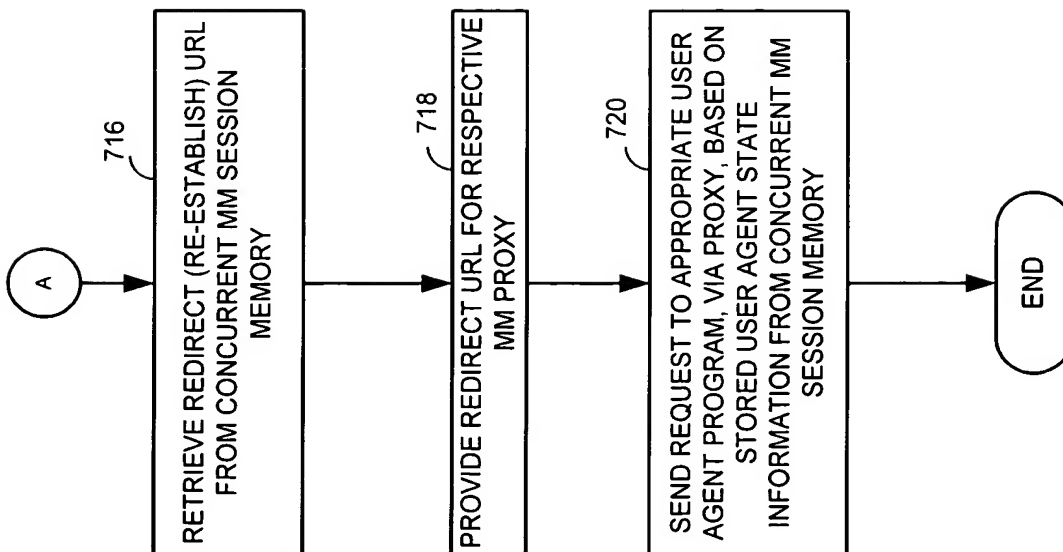 A
716
RETRIEVE REDIRECT (RE-ESTABLISH) URL
FROM CONCURRENT MM SESSION
MEMORY
718
PROVIDE REDIRECT URL FOR RESPECTIVE
MM PROXY
720
SEND REQUEST TO APPROPRIATE USER
AGENT PROGRAM, VIA PROXY, BASED ON
STORED USER AGENT STATE
INFORMATION FROM CONCURRENT MM
SESSION MEMORY
END